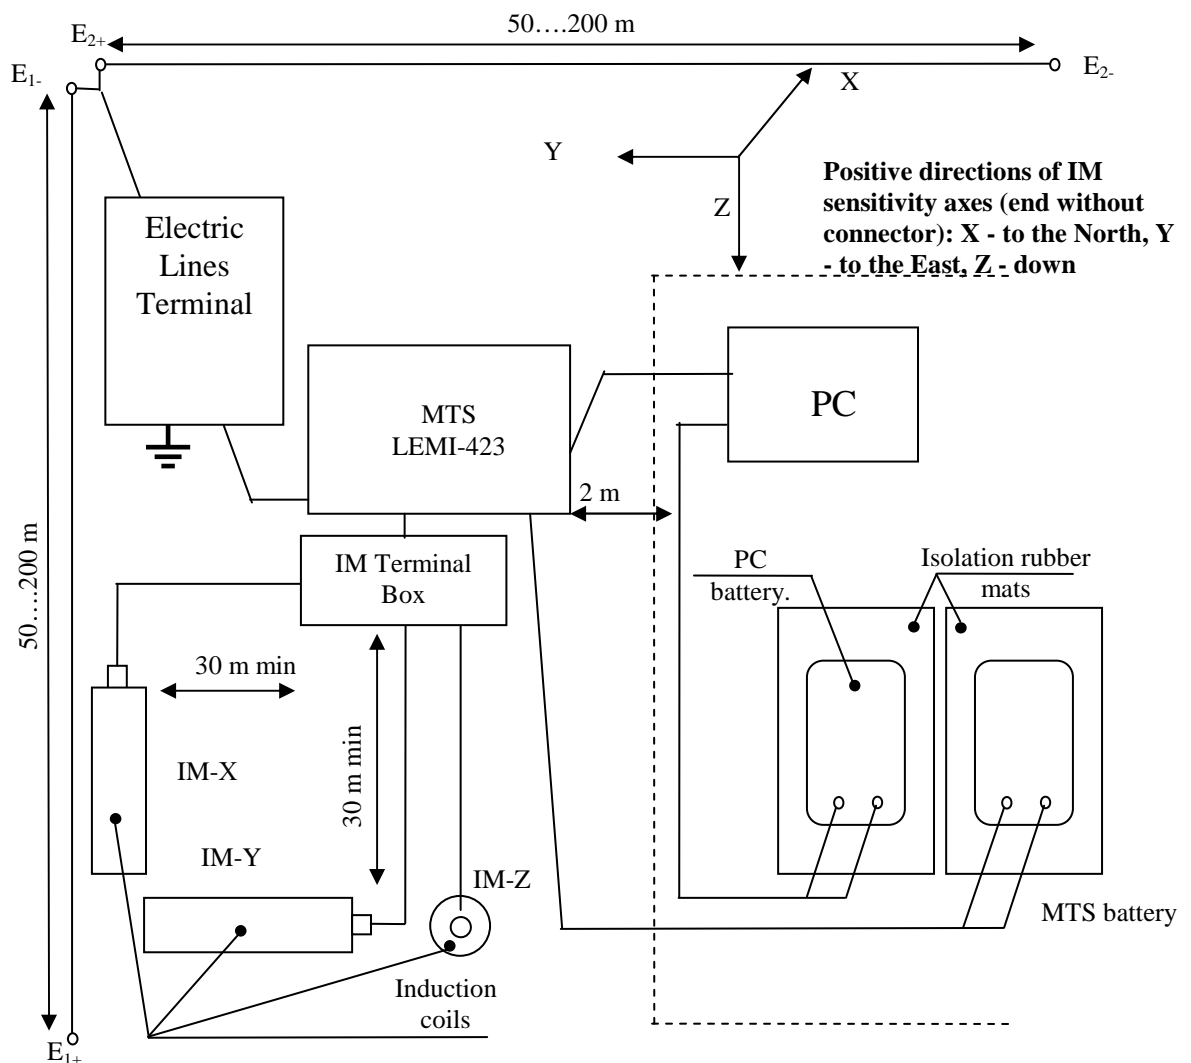 50….200 m
E2+
E1-
E2-
X
Y
Z
Positive directions of IM
sensitivity axes (end without
connector): X - to the North, Y
- to the East, Z - down
Electric
Lines
Terminal
MTS
LEMI-423
PC
2 m
50….200 m
IM Terminal
Box
PC
battery.
Isolation rubber
mats
30 m min
30 m min
IM-X
IM-Y
IM-Z
MTS battery
Induction
coils
E1+